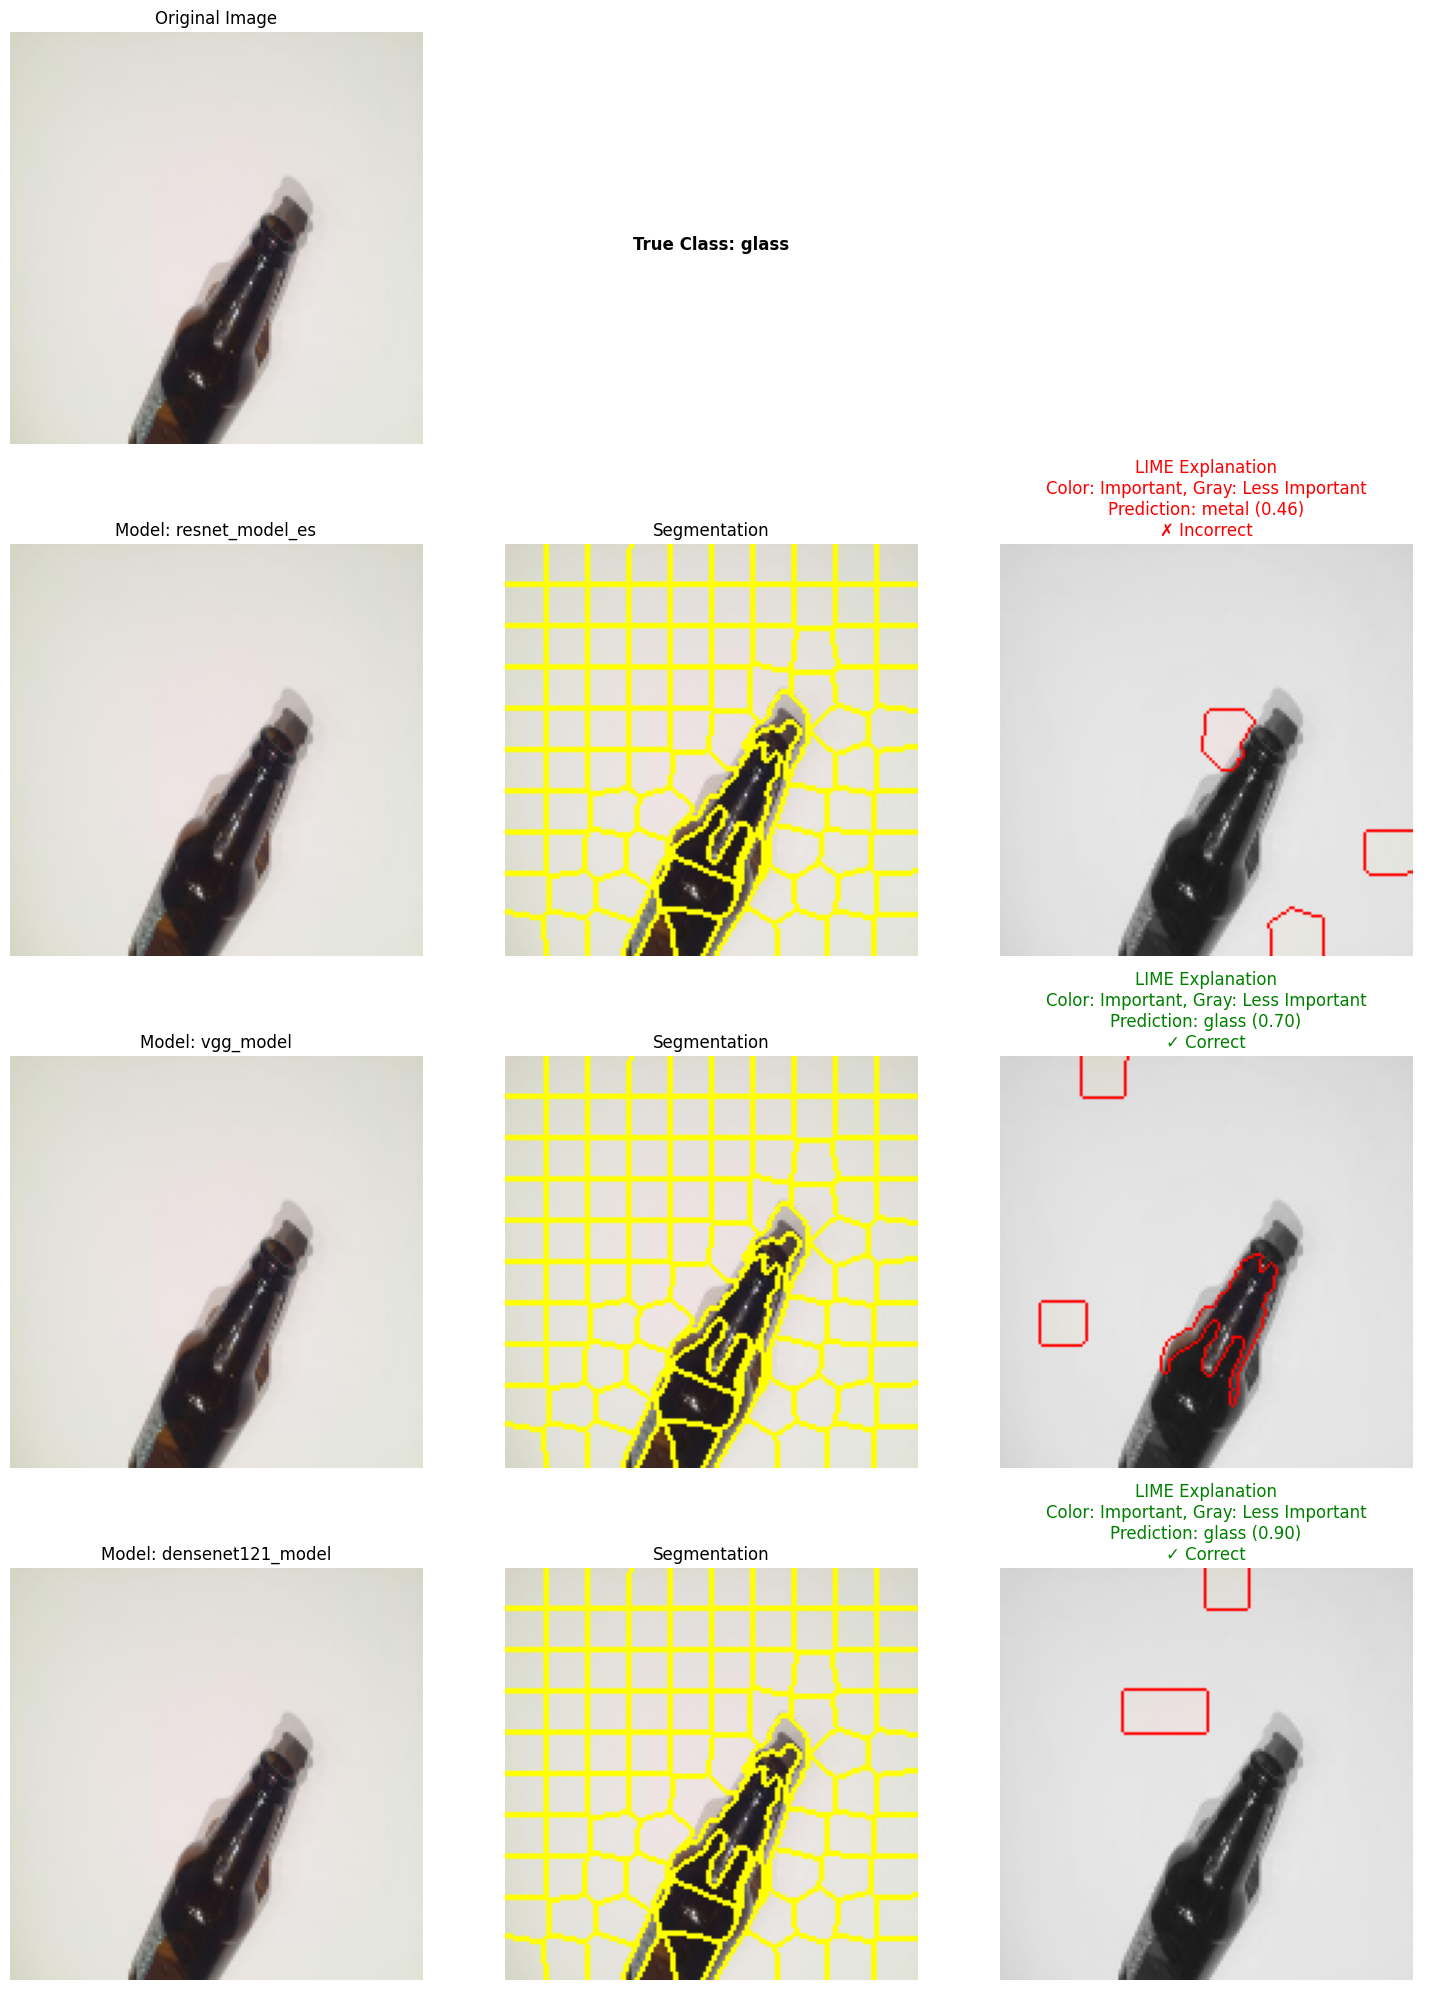 Original Image
True Class: glass
LIME Explanation
Color: Important, Gray: Less Important
Prediction: metal (0.46)
✗ Incorrect
Model: resnet_model_es
Segmentation
LIME Explanation
Color: Important, Gray: Less Important
Prediction: glass (0.70)
✓ Correct
Model: vgg_model
Segmentation
LIME Explanation
Color: Important, Gray: Less Important
Prediction: glass (0.90)
✓ Correct
Model: densenet121_model
Segmentation